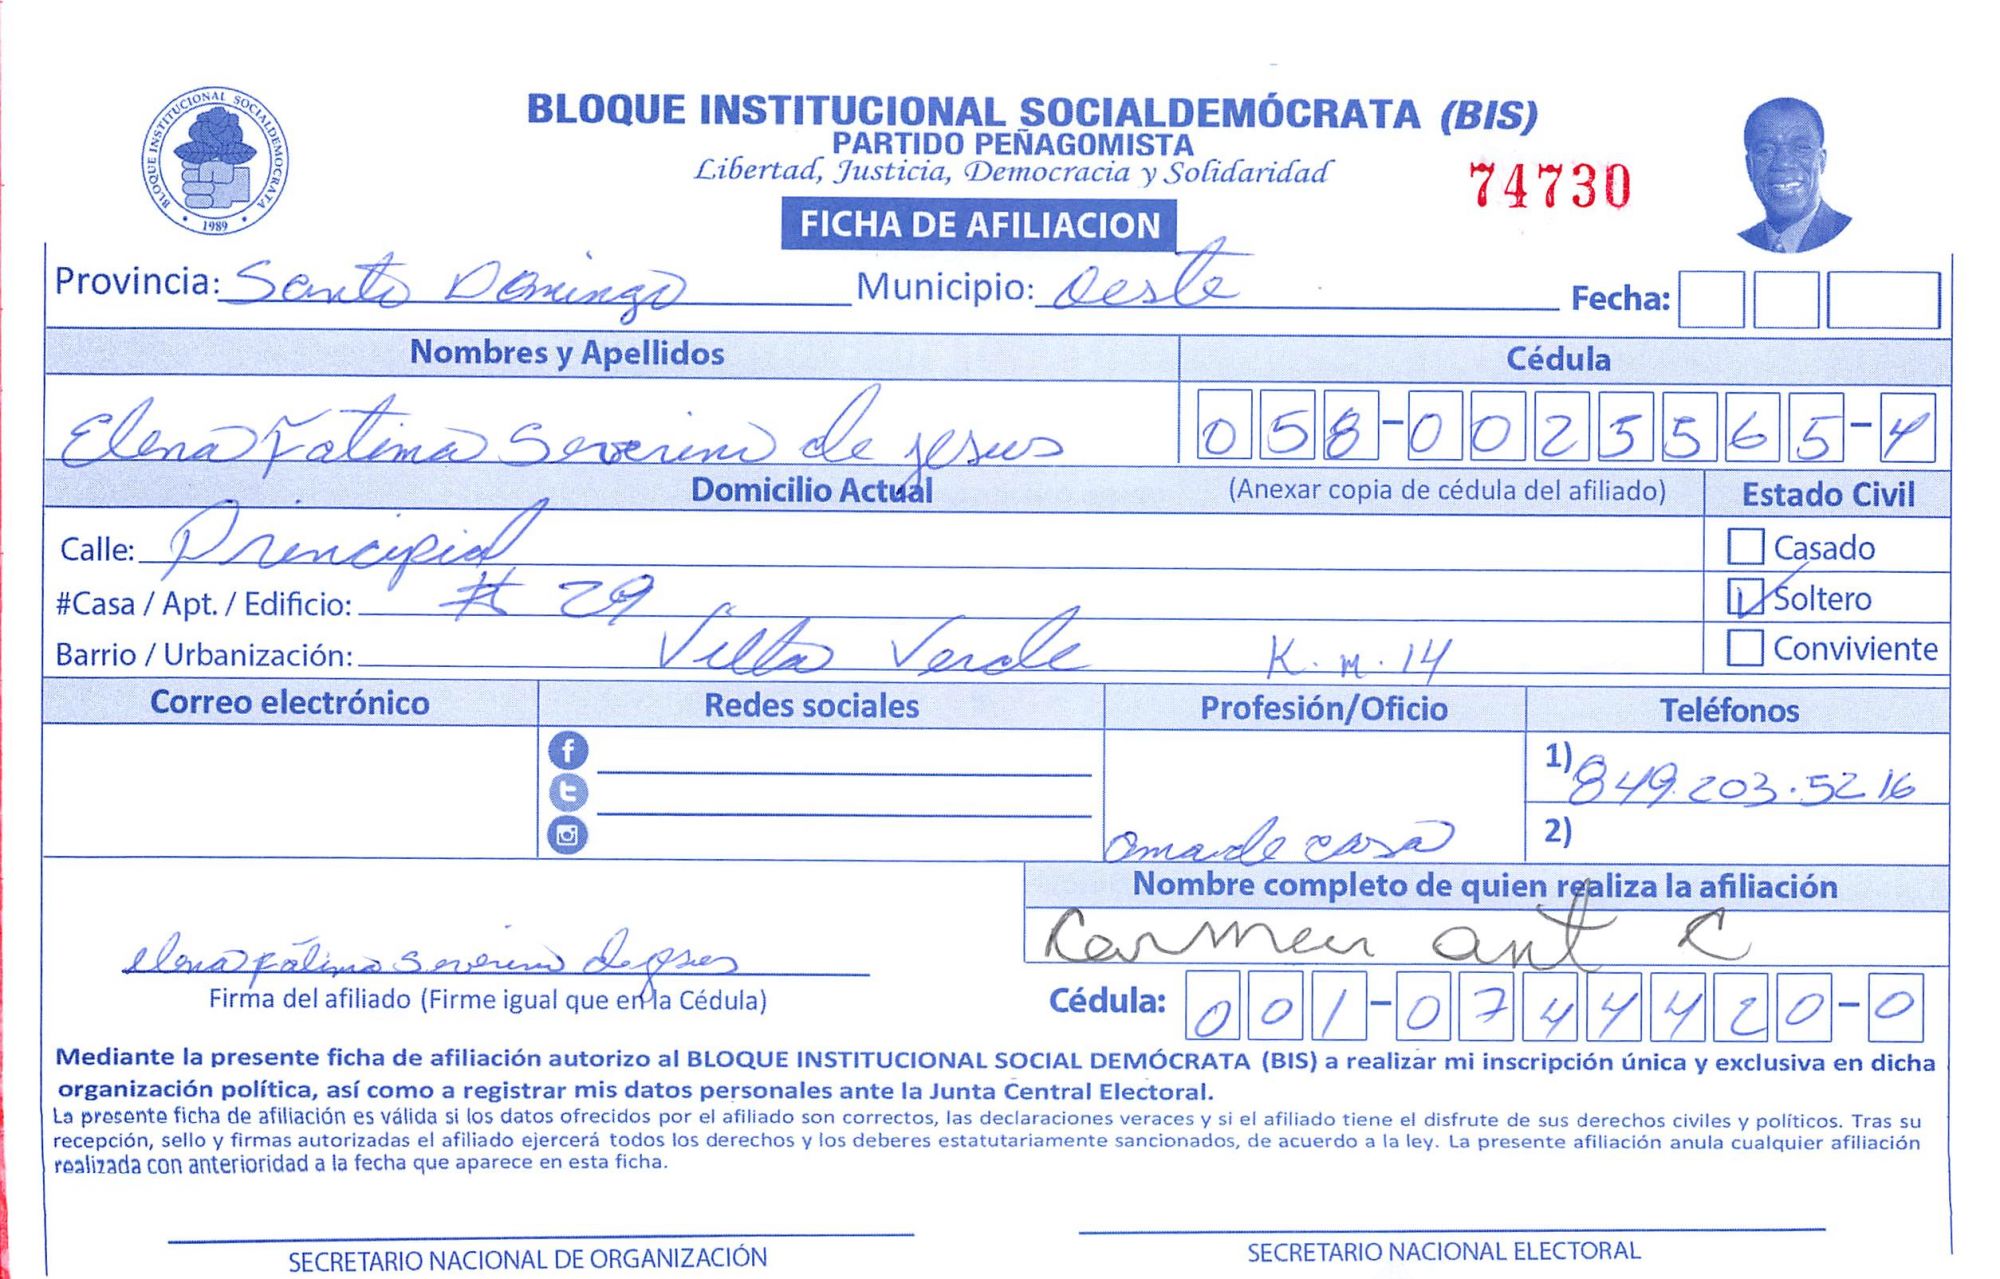 BLOQUE INSTITUCIONAL SOCIALDEMOCRATA
1989
BLOQUE INSTITUCIONAL SOCIALDEMÓCRATA (BIS)
PARTIDO PEÑAGOMISTA
Libertad, Justicia, Democracia y Solidaridad
74730
FICHA DE AFILIACION
Provincia: Santo Domingo Municipio: Oeste Fecha:
Nombres y Apellidos Cédula
Elena Fatima Severino de jesus 058-0025565-4
Domicilio Actual (Anexar copia de cédula del afiliado) Estado Civil
Calle: Principal Casado
#Casa / Apt. / Edificio: # 29 Soltero
Barrio / Urbanización: Villa Verde K.m.14 Conviviente
Correo electrónico Redes sociales Profesión/Oficio Teléfonos
1) 849.203.5216
2)
Omade casa
Nombre completo de quien realiza la afiliación
Carmen ant C
elena fátima severino de jesus
Firma del afiliado (Firme igual que en la Cédula) Cédula: 001-0744420-0
Mediante la presente ficha de afiliación autorizo al BLOQUE INSTITUCIONAL SOCIAL DEMÓCRATA (BIS) a realizar mi inscripción única y exclusiva en dicha
organización política, así como a registrar mis datos personales ante la Junta Central Electoral.
La presente ficha de afiliación es válida si los datos ofrecidos por el afiliado son correctos, las declaraciones veraces y si el afiliado tiene el disfrute de sus derechos civiles y políticos. Tras su
recepción, sello y firmas autorizadas el afiliado ejercerá todos los derechos y los deberes estatutariamente sancionados, de acuerdo a la ley. La presente afiliación anula cualquier afiliación
realizada con anterioridad a la fecha que aparece en esta ficha.
SECRETARIO NACIONAL DE ORGANIZACIÓN SECRETARIO NACIONAL ELECTORAL